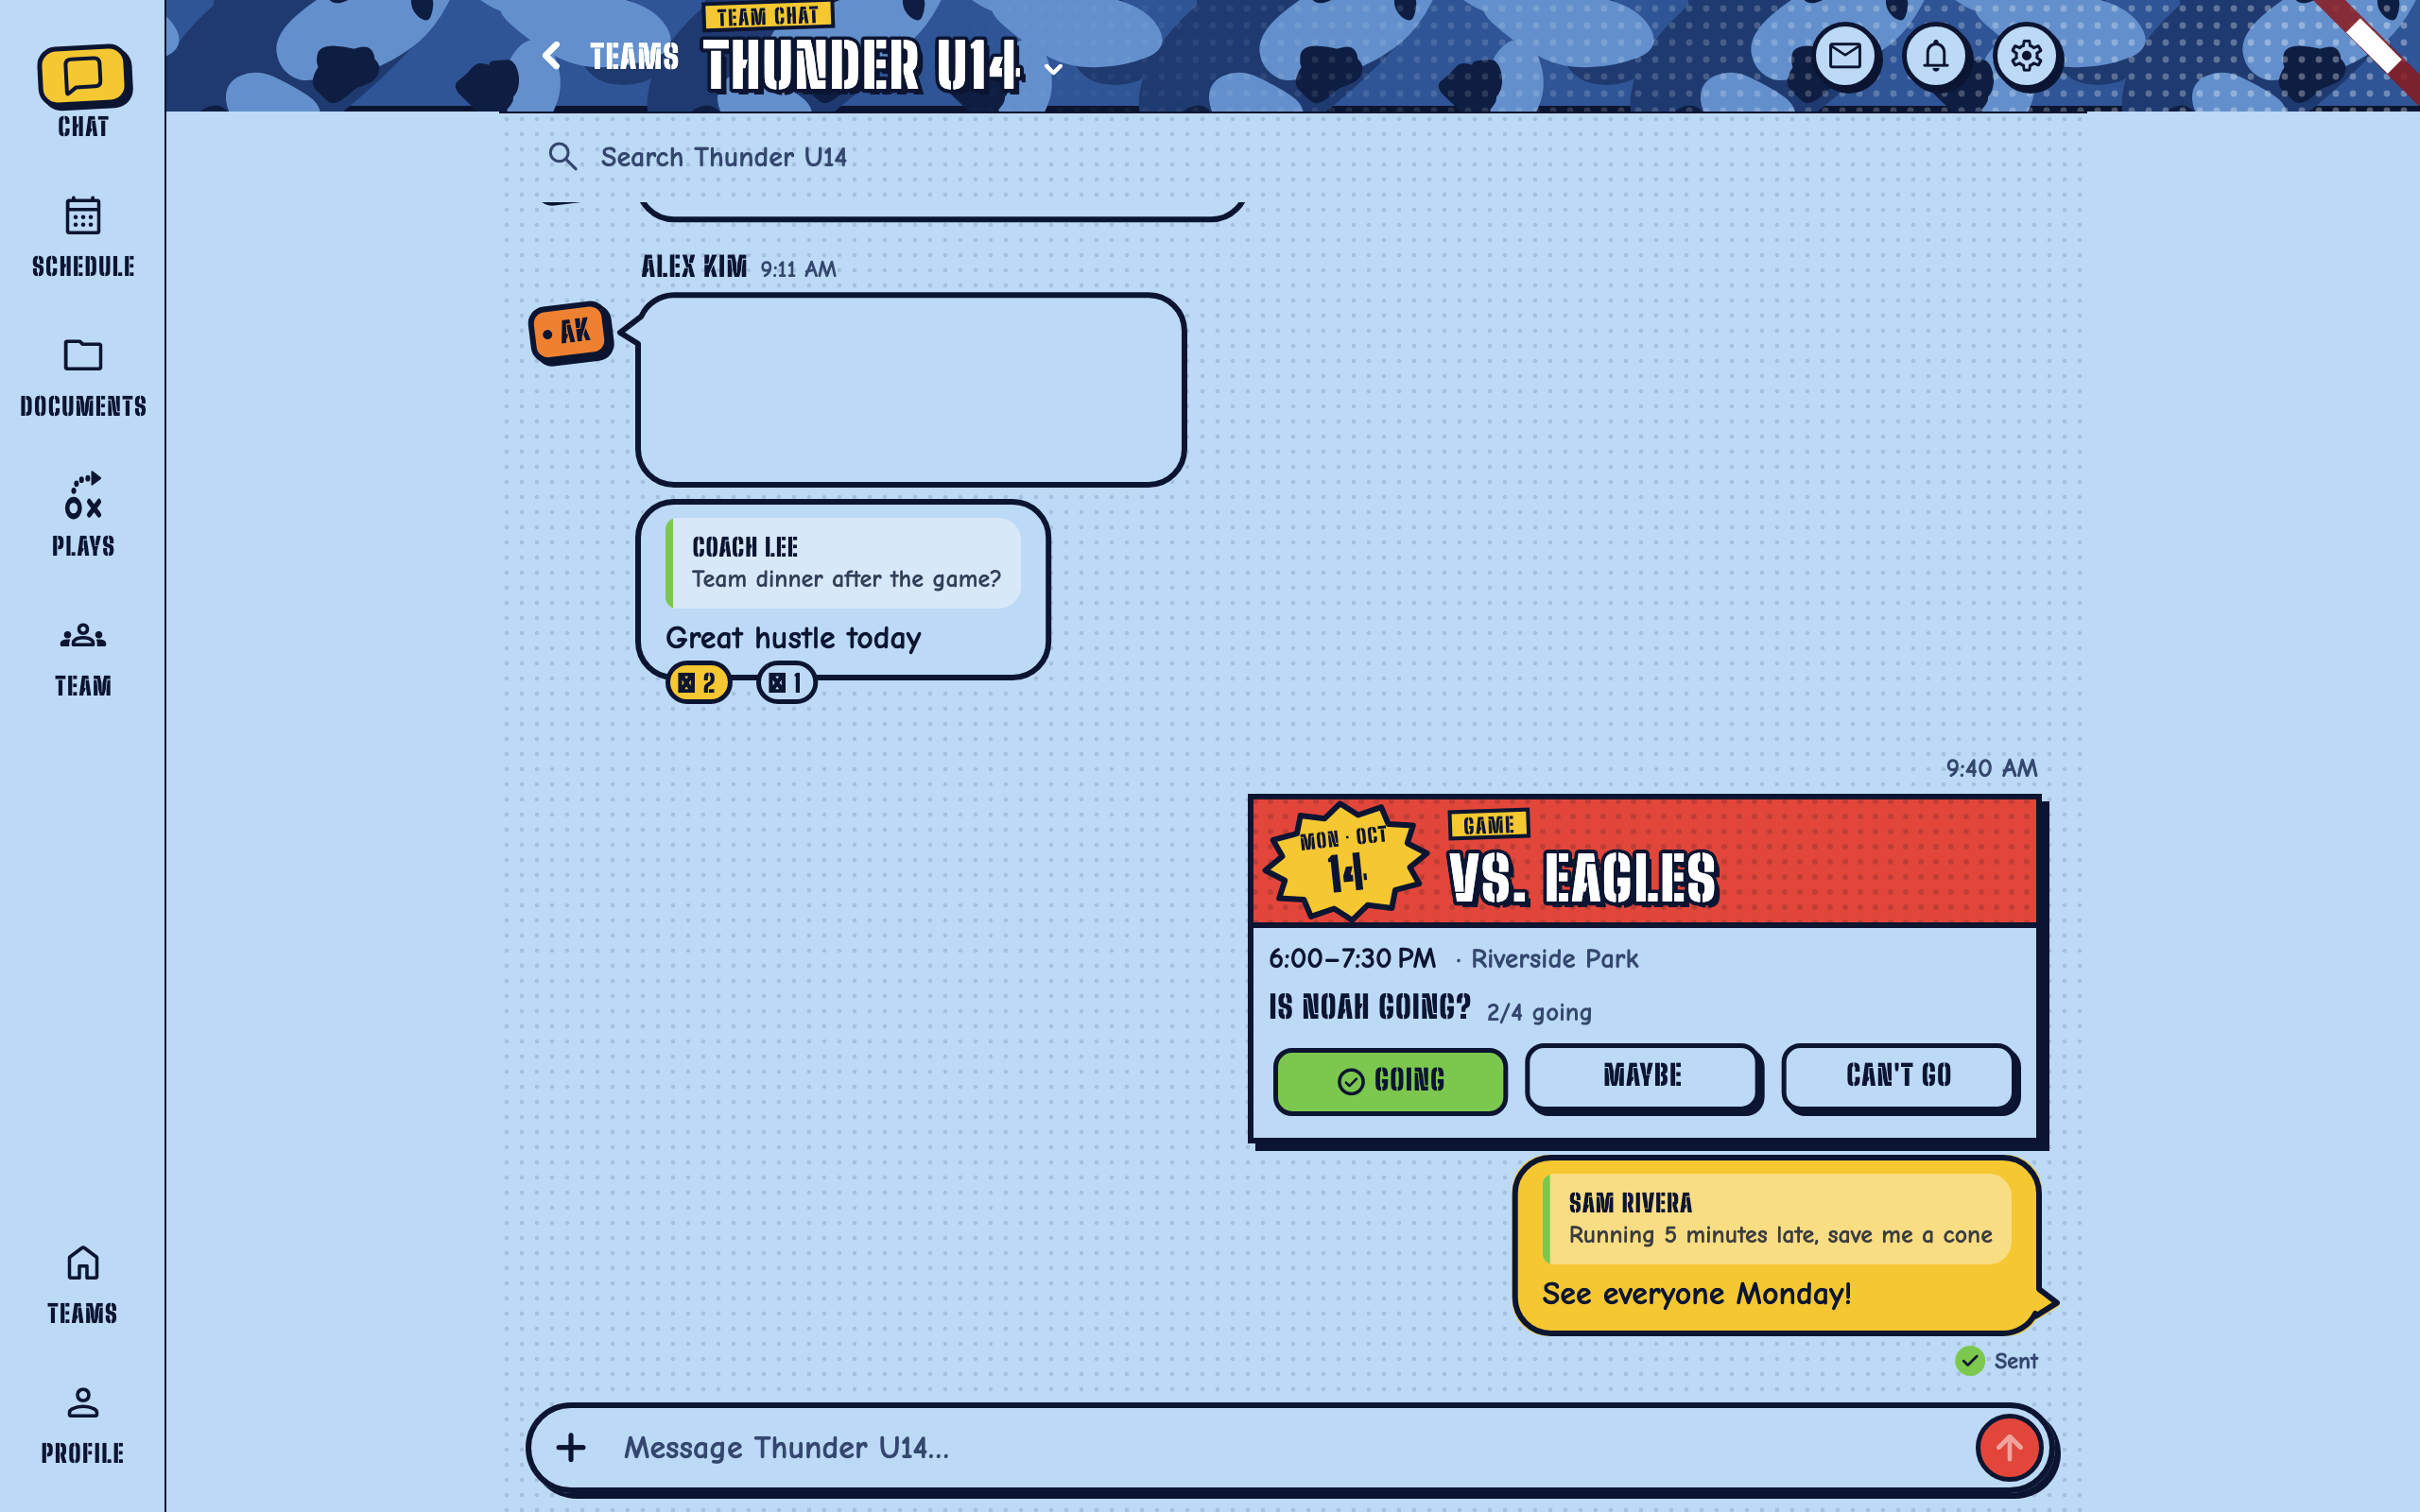 TEAM CHAT
TEAMS
THUNDER U14
CHAT
SCHEDULE
DOCUMENTS
PLAYS
TEAM
TEAMS
PROFILE
Search Thunder U14
ALEX KIM 9:11 AM
AK
COACH LEE
Team dinner after the game?
Great hustle today
2 1
9:40 AM
MON · OCT
14
GAME
VS. EAGLES
6:00–7:30 PM · Riverside Park
IS NOAH GOING? 2/4 going
GOING
MAYBE
CAN'T GO
SAM RIVERA
Running 5 minutes late, save me a cone
See everyone Monday!
Sent
Message Thunder U14...